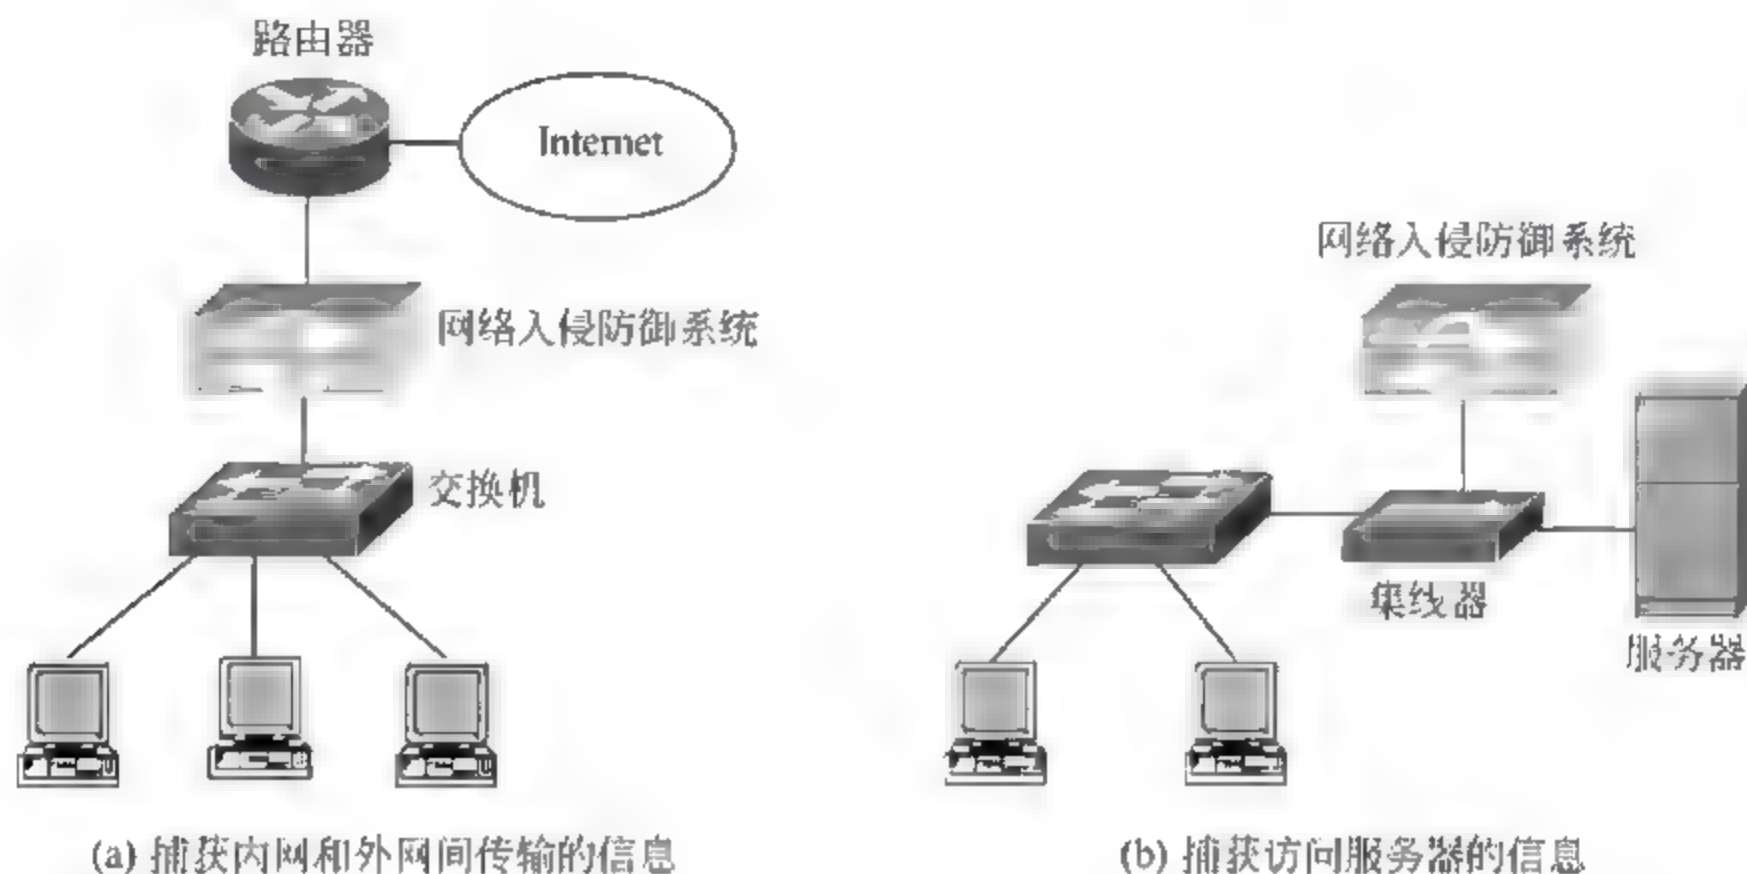 路由器
Internet
网络入侵防御系统
交换机
(a) 捕获内网和外网间传输的信息
网络入侵防御系统
集线器
服务器
(b) 捕获访问服务器的信息